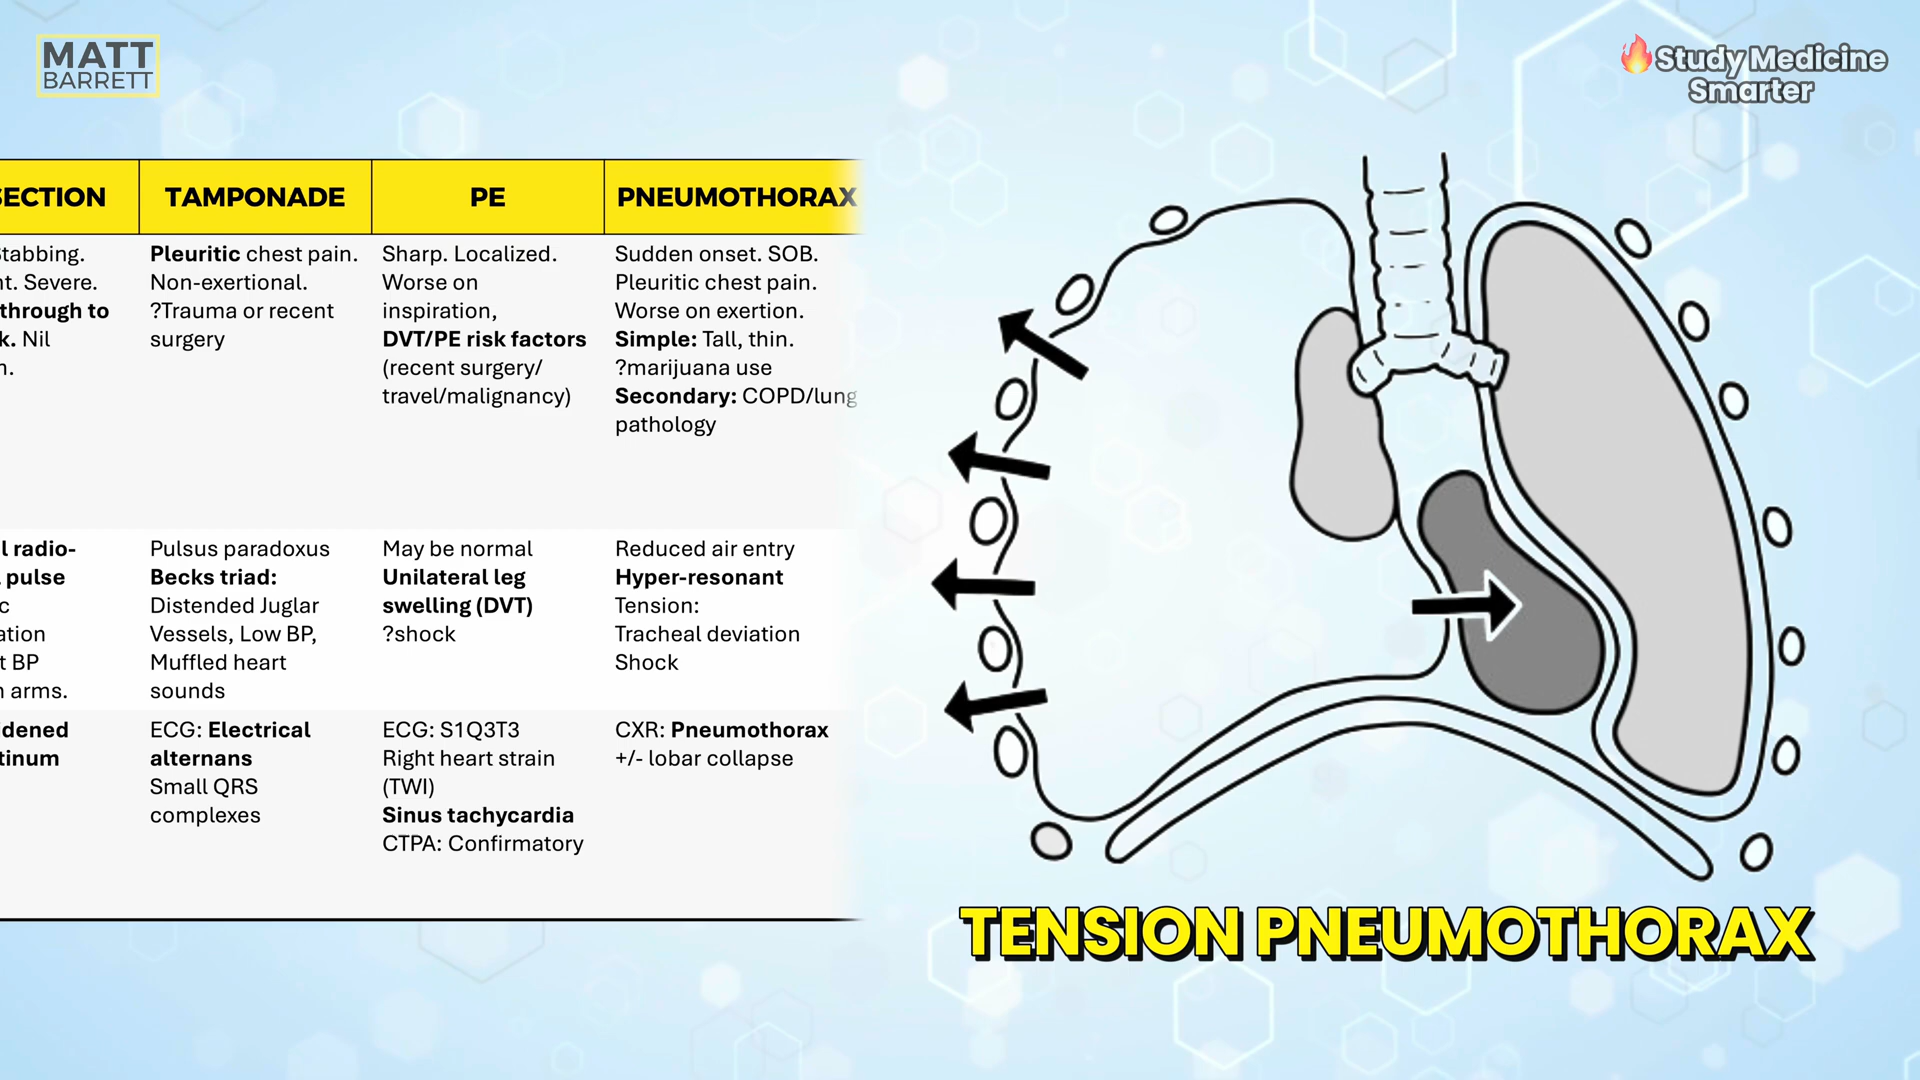 MATT
BARRETT
Study Medicine
Smarter
SECTION
TAMPONADE
PE
PNEUMOTHORAX
Stabbing.
Severe.
through to
Nil
Pleuritic chest pain.
Non-exertional.
?Trauma or recent
surgery
Sharp. Localized.
Worse on
inspiration,
DVT/PE risk factors
(recent surgery/
travel/malignancy)
Sudden onset. SOB.
Pleuritic chest pain.
Worse on exertion.
Simple: Tall, thin.
?marijuana use
Secondary: COPD/lung
pathology
radio-
pulse
BP
arms.
Pulsus paradoxus
Becks triad:
Distended Juglar
Vessels, Low BP,
Muffled heart
sounds
May be normal
Unilateral leg
swelling (DVT)
?shock
Reduced air entry
Hyper-resonant
Tension:
Tracheal deviation
Shock
ECG: Electrical
alternans
Small QRS
complexes
ECG: S1Q3T3
Right heart strain
(TWI)
Sinus tachycardia
CTPA: Confirmatory
CXR: Pneumothorax
+/- lobar collapse
TENSION PNEUMOTHORAX